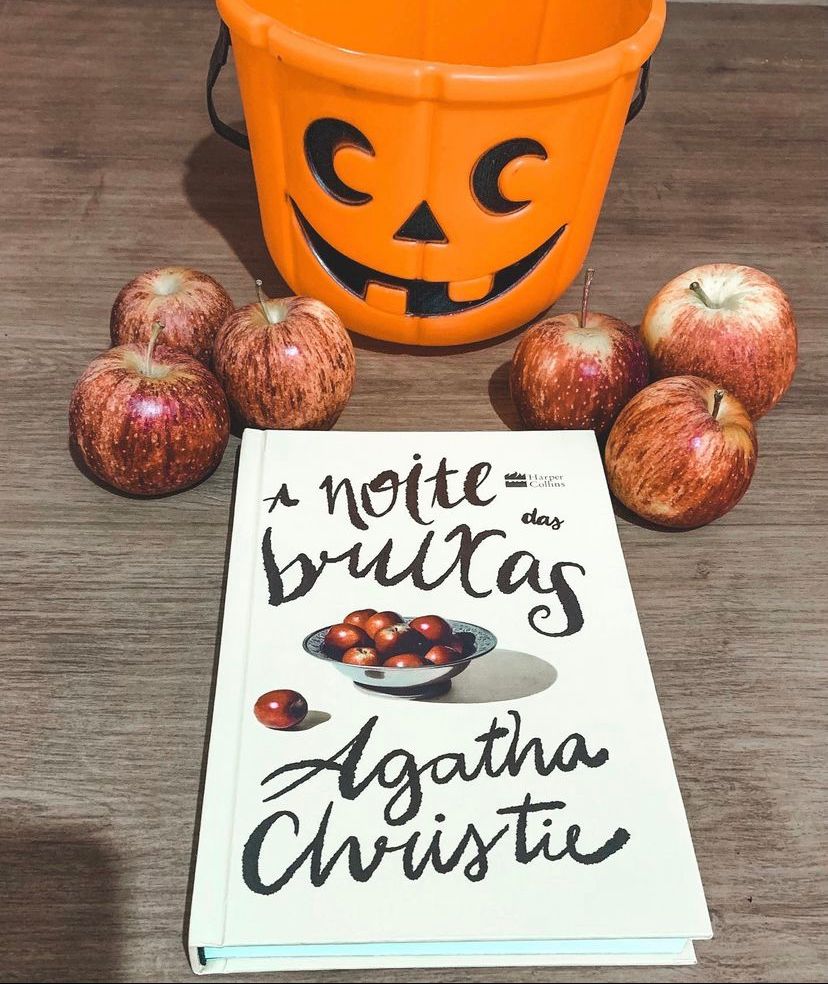 A noite
Harper
Collins
das
bruxas
Agatha
Christie